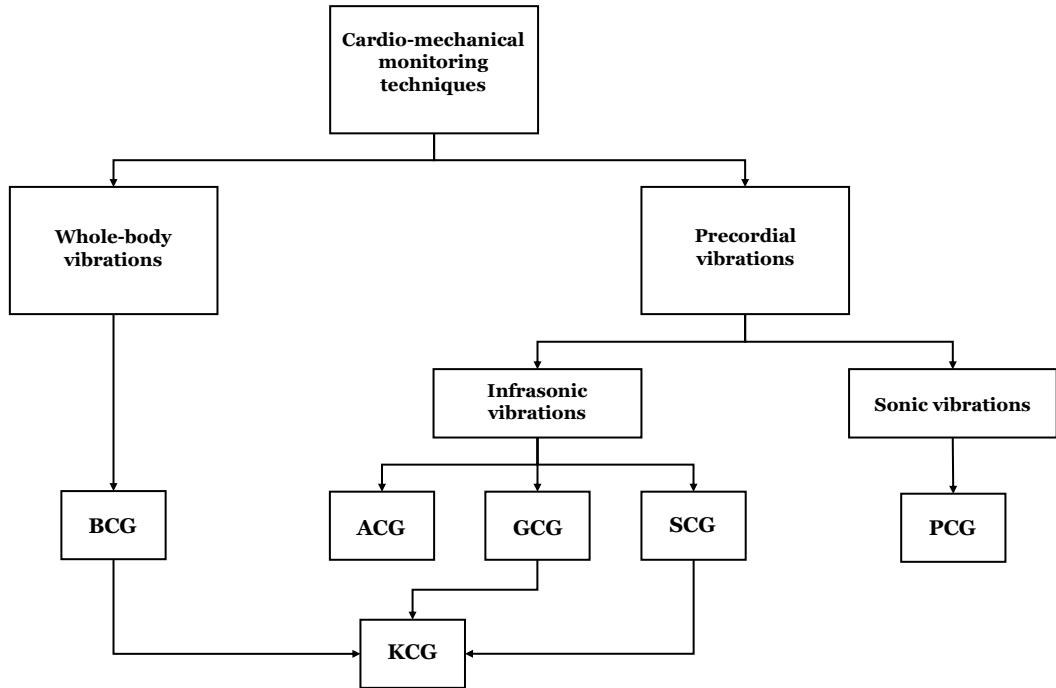 Cardio-mechanical
monitoring
techniques
Whole-body
vibrations
Precordial
vibrations
Infrasonic
vibrations
Sonic vibrations
BCG
ACG
GCG
SCG
PCG
KCG